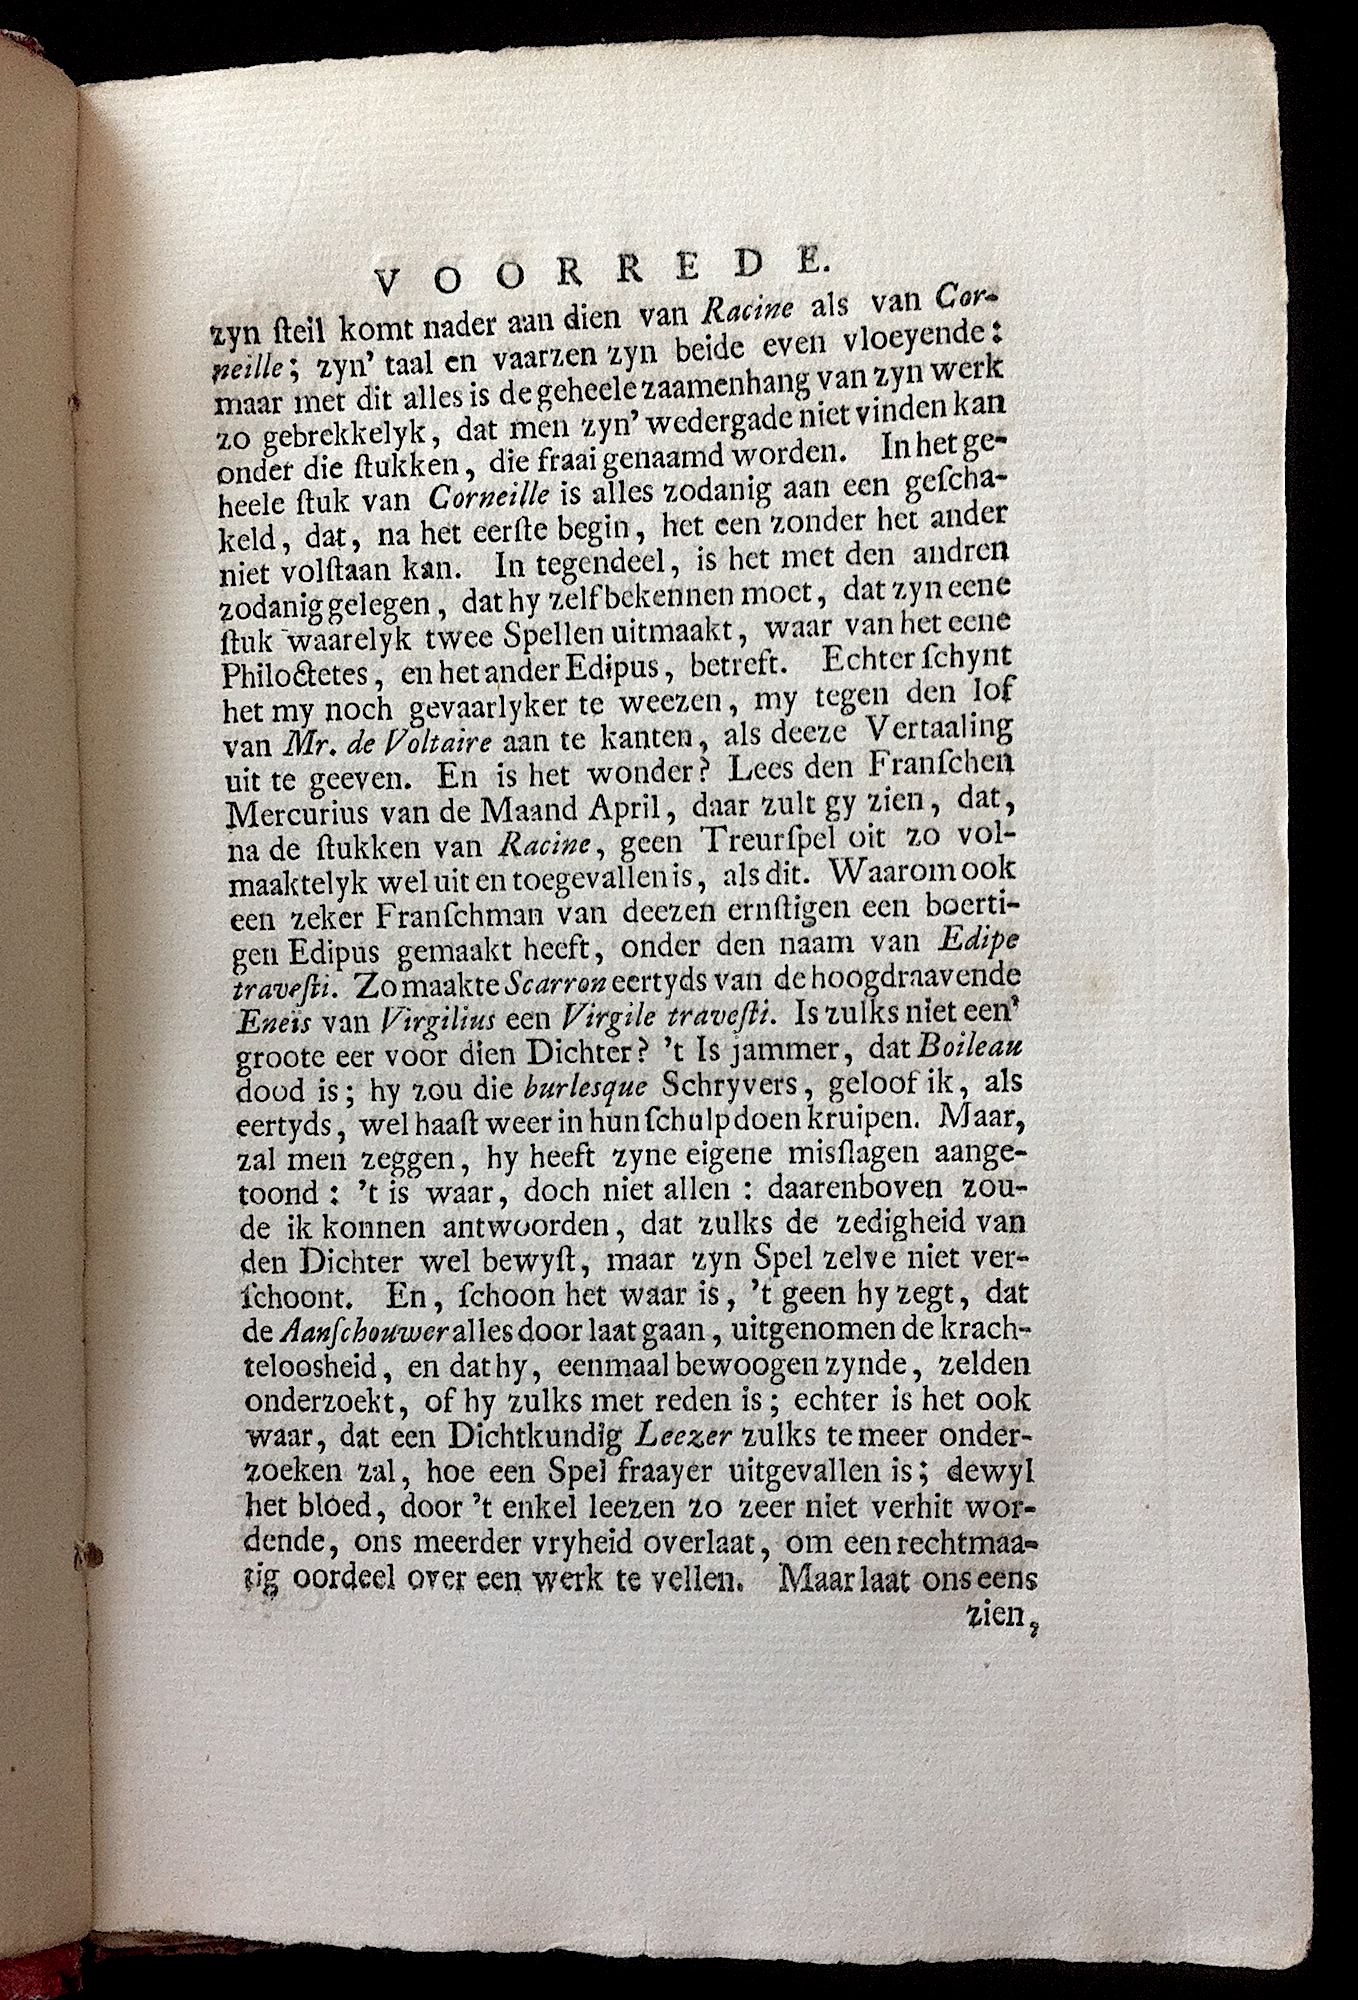 VOORREDE.
zyn ſteil komt nader aan dien van Racine als van Cor-
neille; zyn' taal en vaarzen zyn beide even vloeyende:
maar met dit alles is de geheele zaamenhang van zyn werk
zo gebrekkelyk, dat men zyn' wedergade niet vinden kan
onder die ſtukken, die fraai genaamd worden. In het ge-
heele ſtuk van Corneille is alles zodanig aan een geſcha-
keld, dat, na het eerſte begin, het een zonder het ander
niet volſtaan kan. In tegendeel, is het met den andren
zodanig gelegen, dat hy zelf bekennen moet, dat zyn eene
ſtuk waarelyk twee Spellen uitmaakt, waar van het eene
Philoctetes, en het ander Edipus, betreft. Echter ſchynt
het my noch gevaarlyker te weezen, my tegen den lof
van Mr. de Voltaire aan te kanten, als deeze Vertaaling
uit te geeven. En is het wonder? Lees den Franſchen
Mercurius van de Maand April, daar zult gy zien, dat,
na de ſtukken van Racine, geen Treurſpel oit zo vol-
maaktelyk wel uit en toegevallen is, als dit. Waarom ook
een zeker Franſchman van deezen ernſtigen een boerti-
gen Edipus gemaakt heeft, onder den naam van Edipe
traveſti. Zo maakte Scarron eertyds van de hoogdraavende
Eneïs van Virgilius een Virgile traveſti. Is zulks niet een'
groote eer voor dien Dichter? 't Is jammer, dat Boileau
dood is; hy zou die burlesque Schryvers, geloof ik, als
eertyds, wel haaſt weer in hun ſchulp doen kruipen. Maar,
zal men zeggen, hy heeft zyne eigene misſlagen aange-
toond: 't is waar, doch niet allen: daarenboven zou-
de ik konnen antwoorden, dat zulks de zedigheid van
den Dichter wel bewyſt, maar zyn Spel zelve niet ver-
ſchoont. En, ſchoon het waar is, 't geen hy zegt, dat
de Aanſchouwer alles door laat gaan, uitgenomen de krach-
teloosheid, en dat hy, eenmaal bewoogen zynde, zelden
onderzoekt, of hy zulks met reden is; echter is het ook
waar, dat een Dichtkundig Leezer zulks te meer onder-
zoeken zal, hoe een Spel fraayer uitgevallen is; dewyl
het bloed, door 't enkel leezen zo zeer niet verhit wor-
dende, ons meerder vryheid overlaat, om een rechtmaa-
tig oordeel over een werk te vellen. Maar laat ons eens
zien,